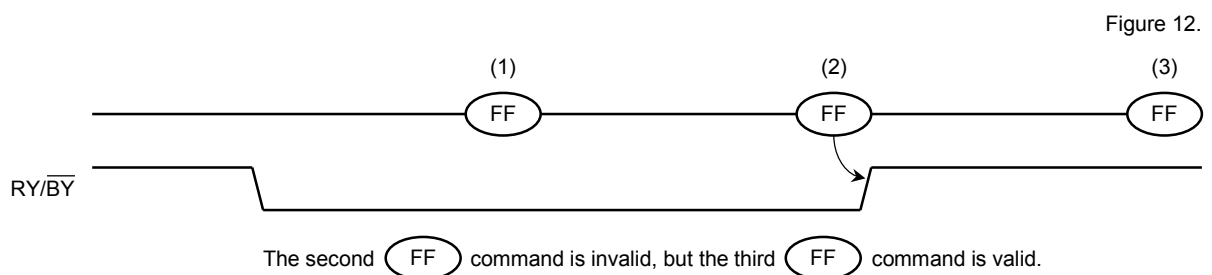 Figure 12.
(1) (2) (3)
FF FF FF
RY/B̅Y̅
The second FF command is invalid, but the third FF command is valid.